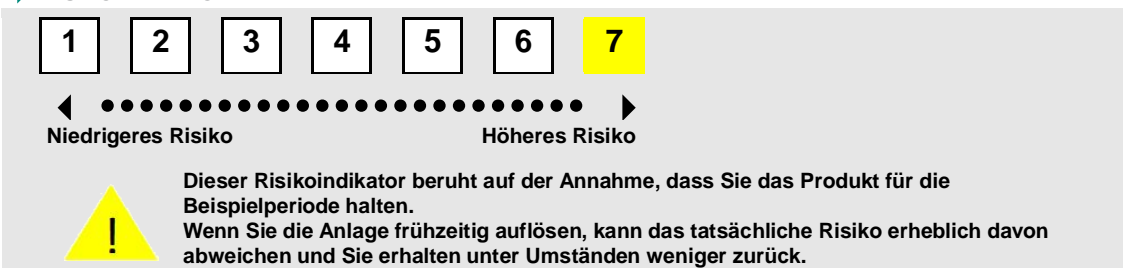 1 2 3 4 5 6 7
Niedrigeres Risiko Höheres Risiko
Dieser Risikoindikator beruht auf der Annahme, dass Sie das Produkt für die
Beispielperiode halten.
! Wenn Sie die Anlage frühzeitig auflösen, kann das tatsächliche Risiko erheblich davon
abweichen und Sie erhalten unter Umständen weniger zurück.